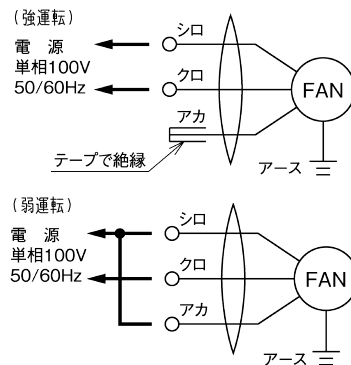 (強運転)
シロ
電 源
単相100V
50/60Hz
クロ
FAN
アカ
テープで絶縁
アース
(弱運転)
シロ
電 源
単相100V
50/60Hz
クロ
FAN
アカ
アース